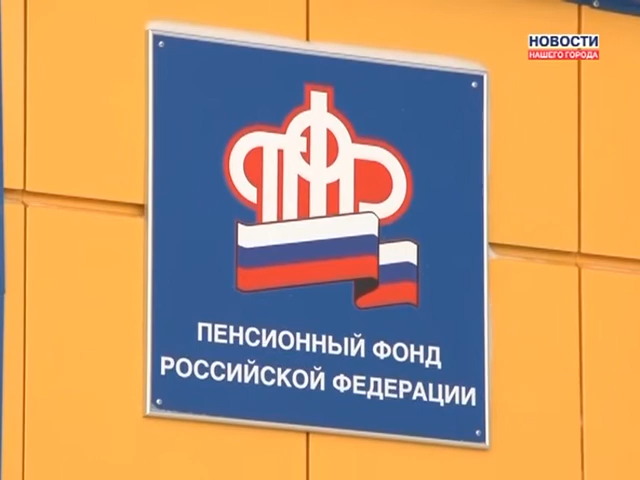 НОВОСТИ
НАШЕГО ГОРОДА
ПЕНСИОННЫЙ ФОНД
РОССИЙСКОЙ ФЕДЕРАЦИИ